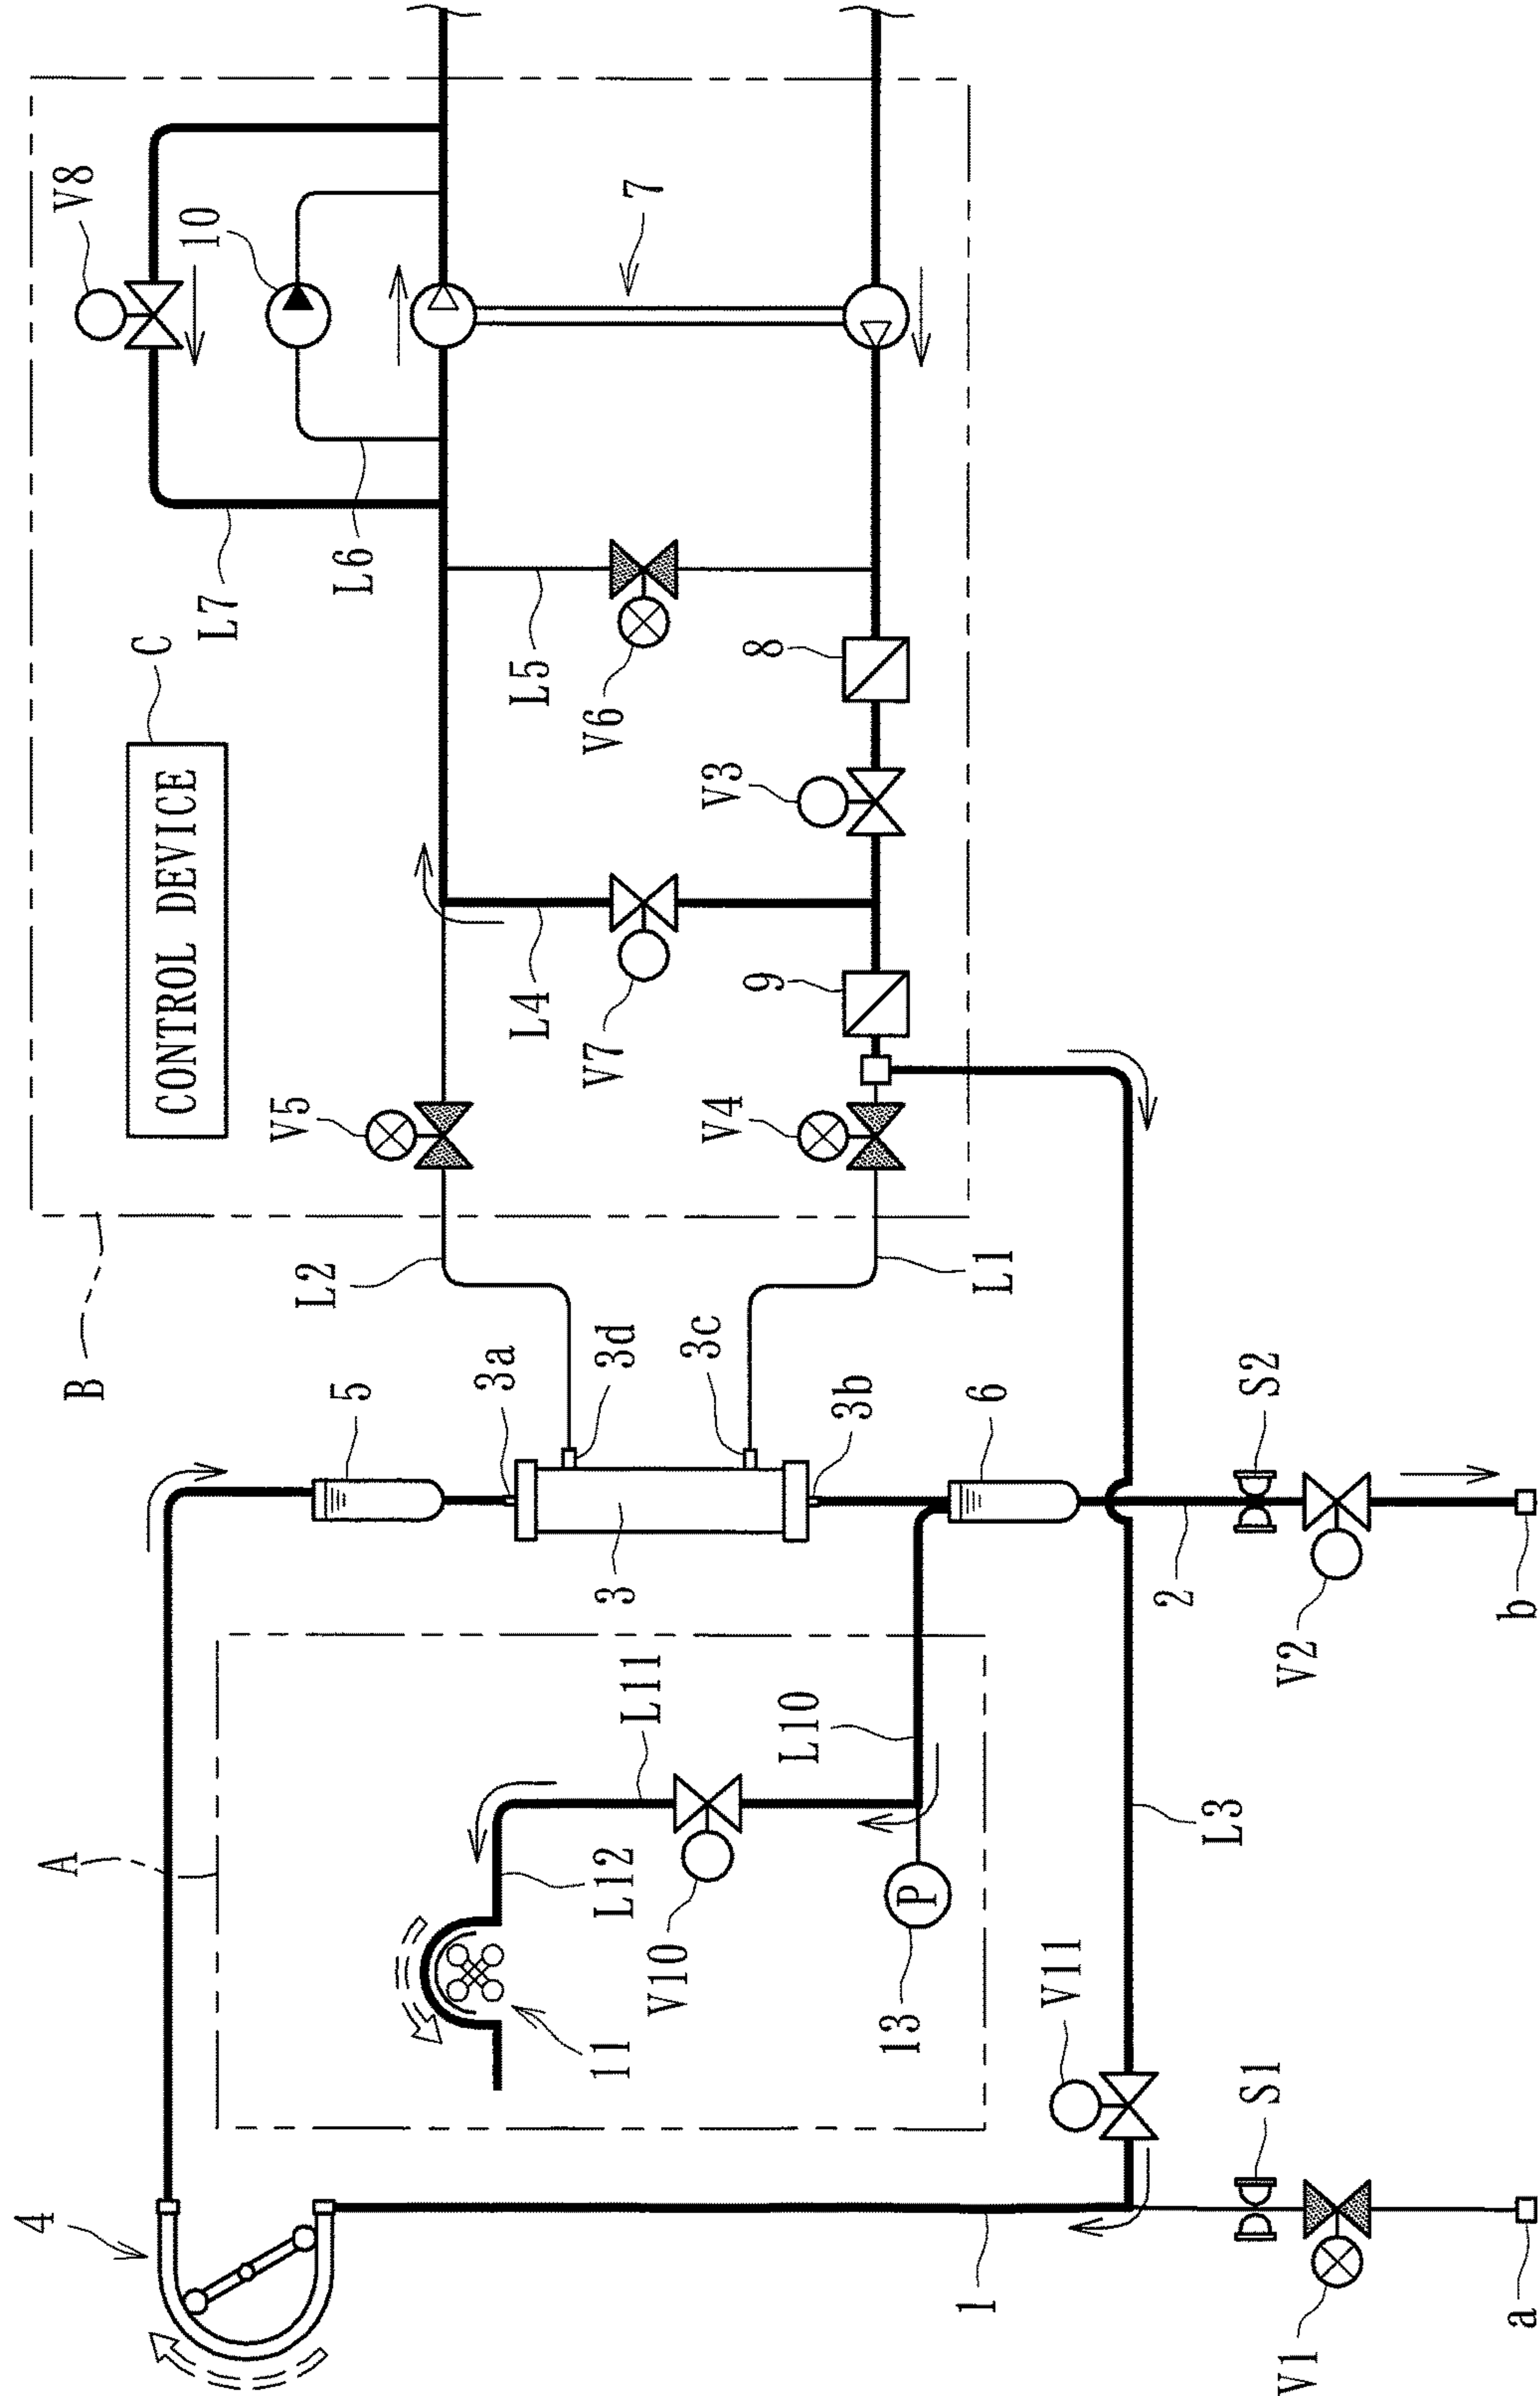 V8
10
7
C
CONTROL DEVICE
L7
L6
L5
V6
8
V3
L4
V7
9
V5
V4
B
L2
L1
5
3a
3d
3c
3b
6
S2
3
2
V2
b
A
L11
L10
L12
V10
L3
11
13
P
V11
S1
4
1
V1
a